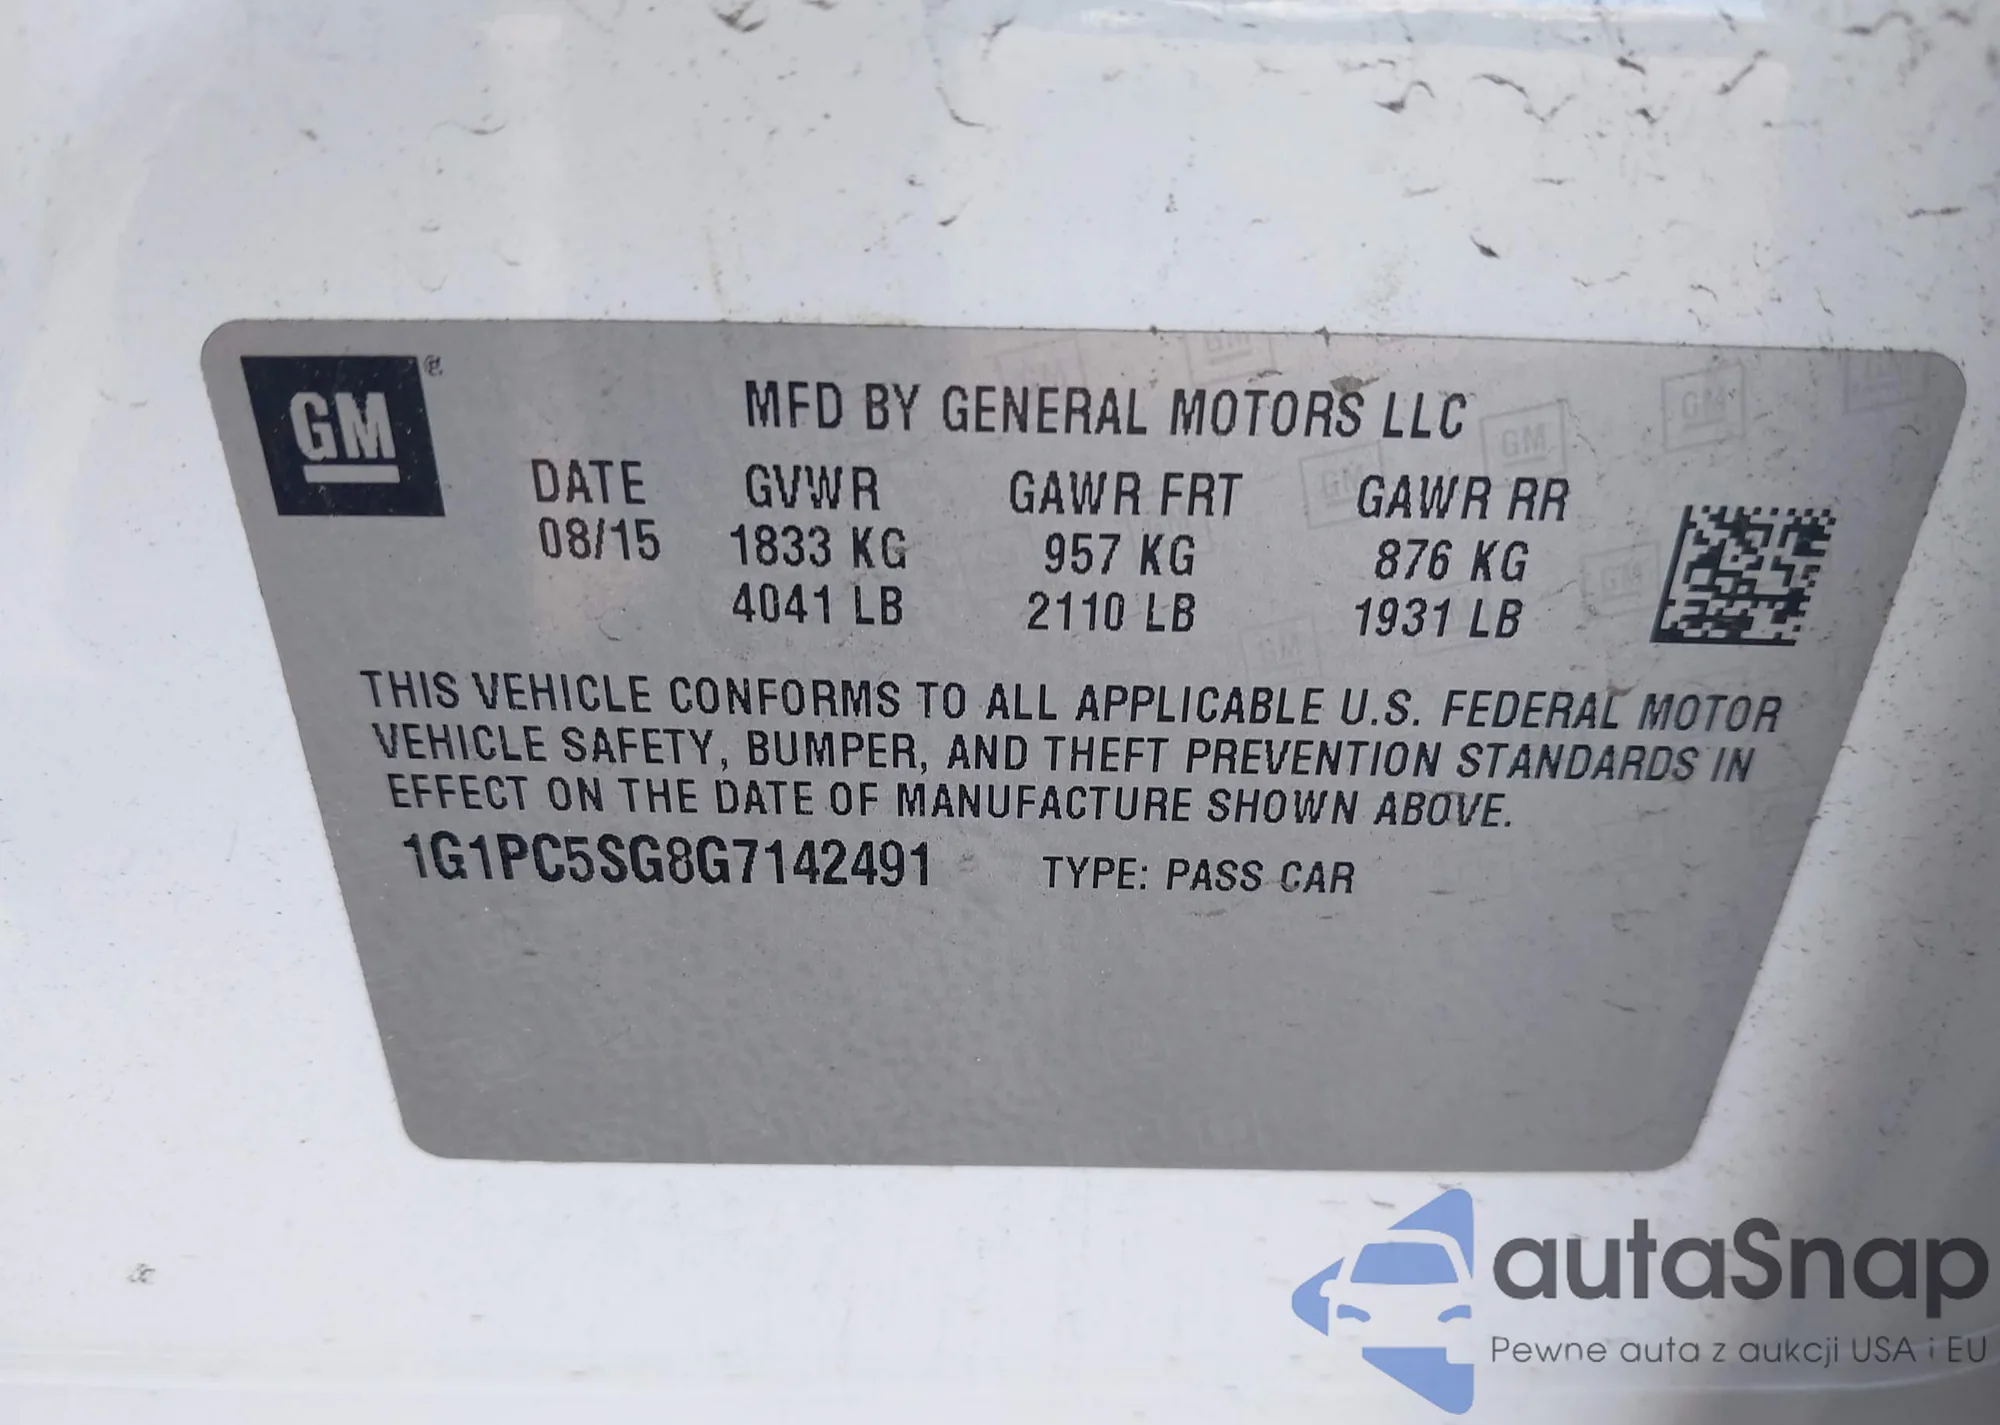 GM
MFD BY GENERAL MOTORS LLC
DATE GVWR GAWR FRT GAWR RR
08/15 1833 KG 957 KG 876 KG
4041 LB 2110 LB 1931 LB
THIS VEHICLE CONFORMS TO ALL APPLICABLE U.S. FEDERAL MOTOR
VEHICLE SAFETY, BUMPER, AND THEFT PREVENTION STANDARDS IN
EFFECT ON THE DATE OF MANUFACTURE SHOWN ABOVE.
1G1PC5SG8G7142491 TYPE: PASS CAR
autaSnap
Pewne auta z aukcji USA i EU